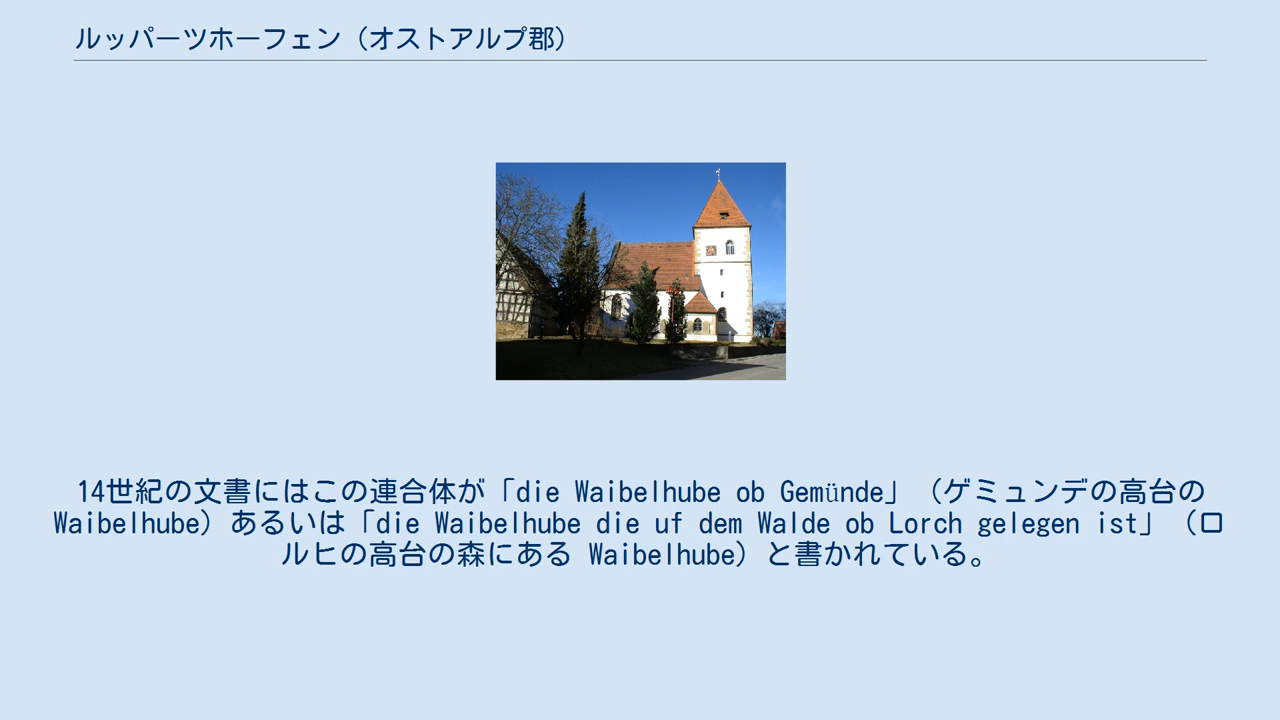 ルッパーツホーフェン（オストアルプ郡）
14世紀の文書にはこの連合体が「die Waibelhube ob Gemünde」（ゲミュンデの高台の
Waibelhube）あるいは「die Waibelhube die uf dem Walde ob Lorch gelegen ist」（ロ
ルヒの高台の森にある Waibelhube）と書かれている。